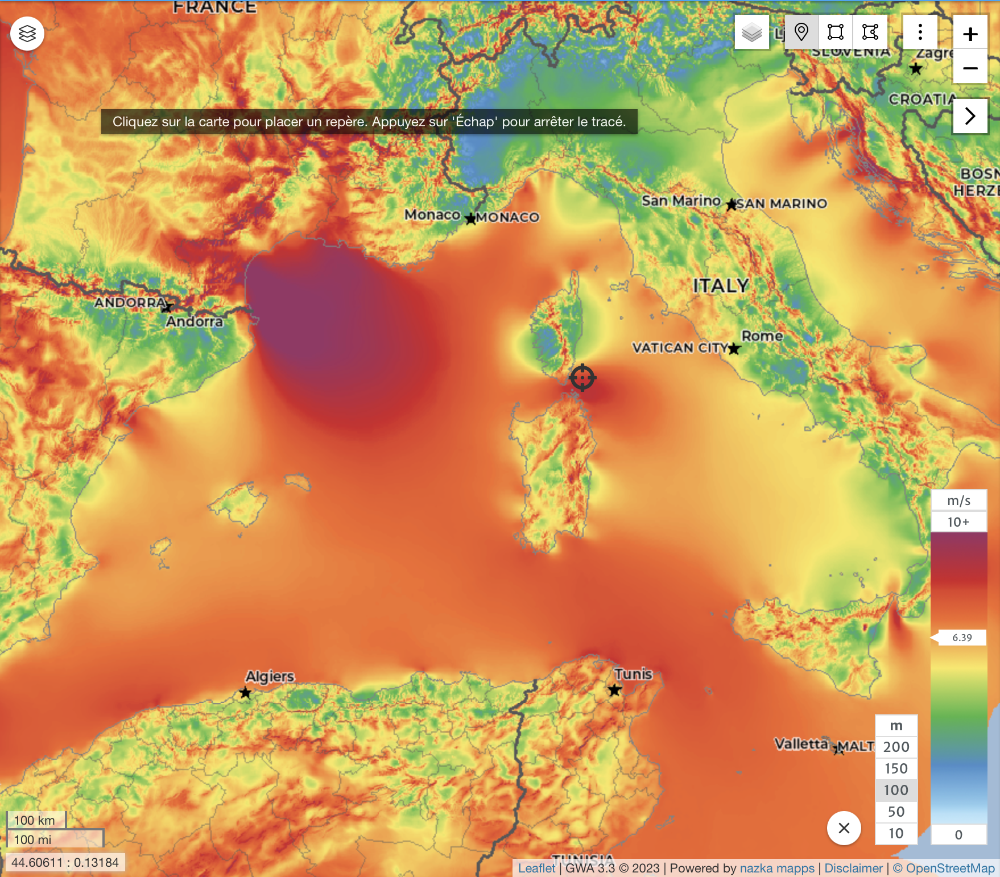 FRANCE
SLOVENIA
Zagre
CROATIA
Cliquez sur la carte pour placer un repère. Appuyez sur 'Échap' pour arrêter le tracé.
BOSN
HERZE
San Marino
SAN MARINO
Monaco
MONACO
ITALY
ANDORRA
Andorra
Rome
VATICAN CITY
m/s
10+
6.39
Algiers
Tunis
m
200
150
100
50
10
0
Valletta
MALT
100 km
100 mi
TUNISIA
44.60611 : 0.13184
Leaflet | GWA 3.3 © 2023 | Powered by nazka mapps | Disclaimer | © OpenStreetMap